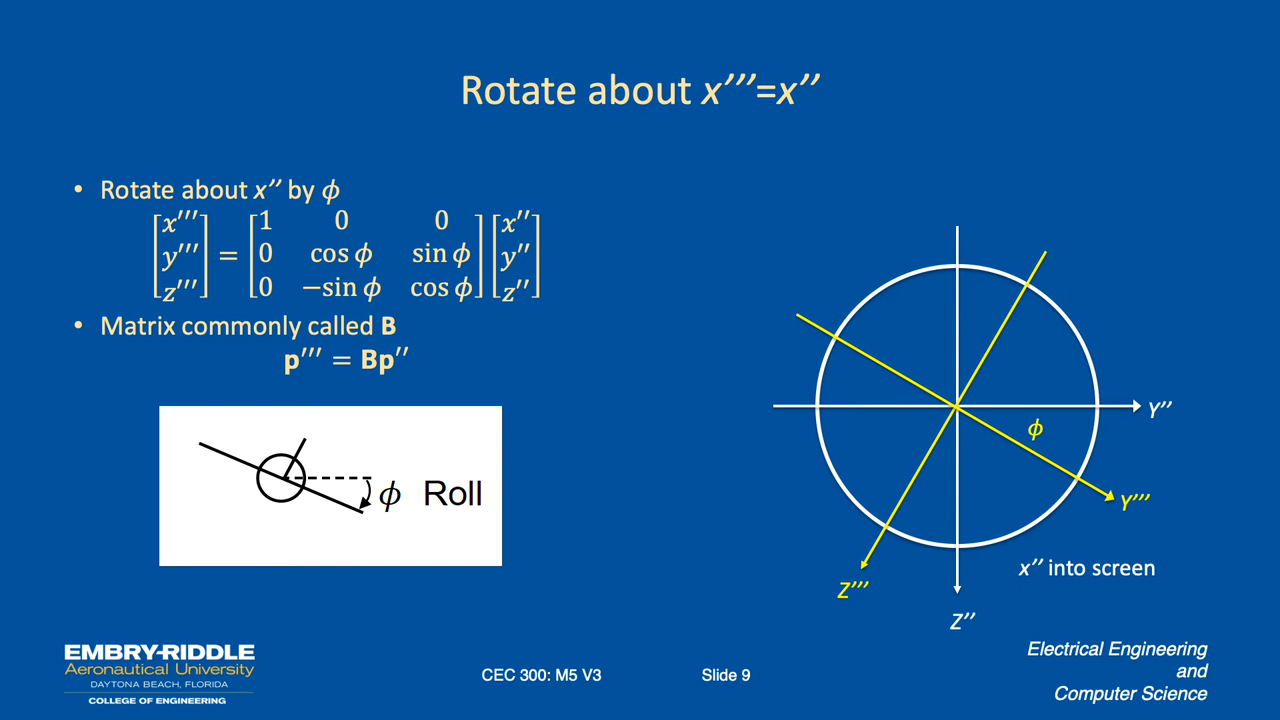 Rotate about x′′′=x′′
• Rotate about x′′ by ϕ
[x′′′ y′′′ z′′′] = [1 0 0; 0 cos ϕ sin ϕ; 0 −sin ϕ cos ϕ] [x′′ y′′ z′′]
• Matrix commonly called B
p′′′ = Bp′′
ϕ Roll
Y′′
ϕ
Y′′′
x′′ into screen
Z′′′
Z′′
EMBRY-RIDDLE
Aeronautical University
DAYTONA BEACH, FLORIDA
COLLEGE OF ENGINEERING
CEC 300: M5 V3
Slide 9
Electrical Engineering
and
Computer Science